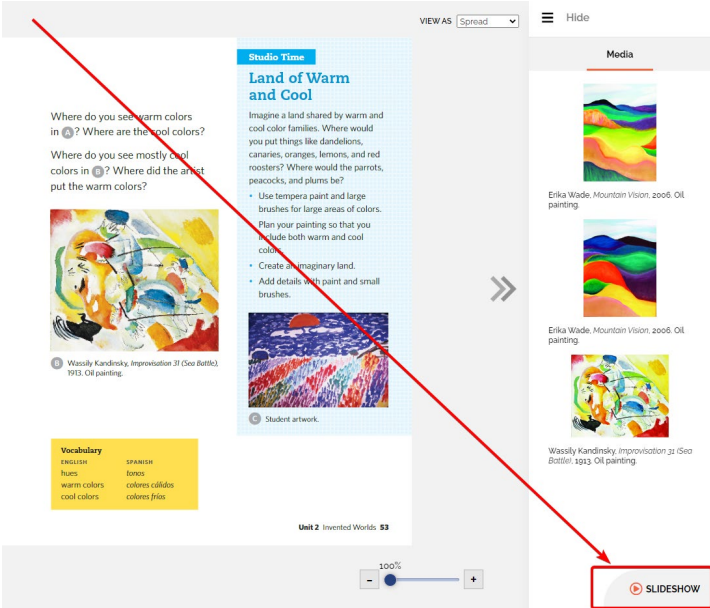 VIEW AS Spread
Hide
Media
Where do you see warm colors
in A? Where are the cool colors?
Where do you see mostly cool
colors in B? Where did the artist
put the warm colors?
B Wassily Kandinsky, Improvisation 31 (Sea Battle),
1913. Oil painting.
Vocabulary
ENGLISH SPANISH
hues tonos
warm colors colores cálidos
cool colors colores fríos
Studio Time
Land of Warm
and Cool
Imagine a land shared by warm and
cool color families. Where would
you put things like dandelions,
canaries, oranges, lemons, and red
roosters? Where would the parrots,
peacocks, and plums be?
• Use tempera paint and large
brushes for large areas of colors.
Plan your painting so that you
include both warm and cool
colors.
• Create an imaginary land.
• Add details with paint and small
brushes.
C Student artwork.
Unit 2 Invented Worlds 53
100%
- +
Erika Wade, Mountain Vision, 2006. Oil
painting.
Erika Wade, Mountain Vision, 2006. Oil
painting.
Wassily Kandinsky, Improvisation 31 (Sea
Battle), 1913. Oil painting.
SLIDESHOW